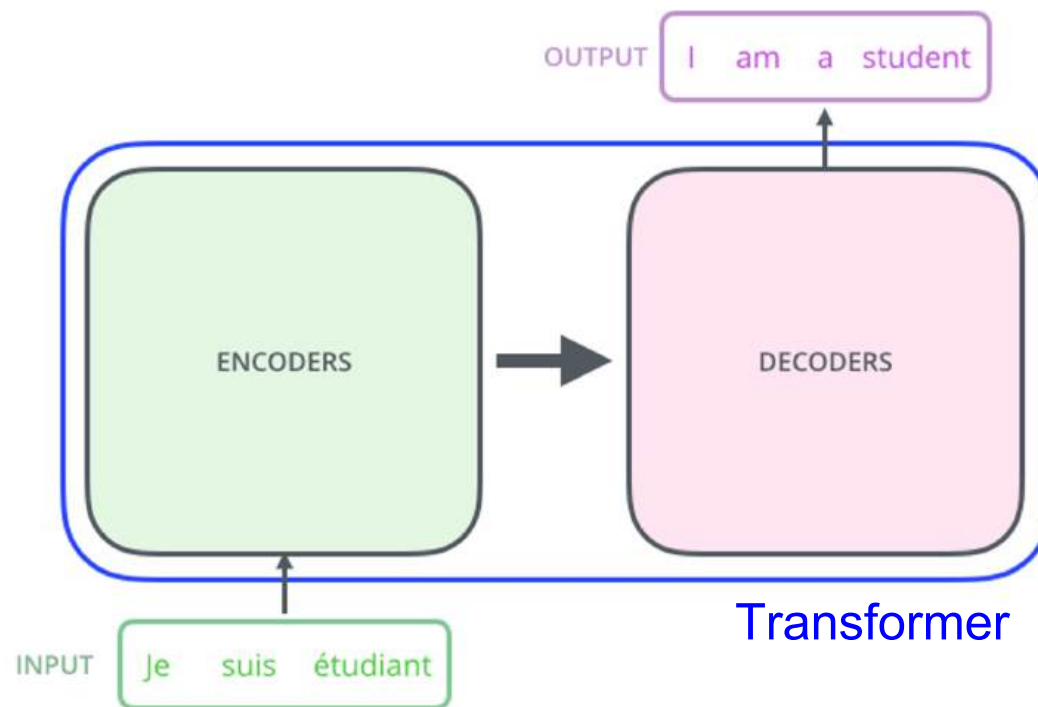 OUTPUT I am a student
ENCODERS DECODERS
Transformer
INPUT Je suis étudiant